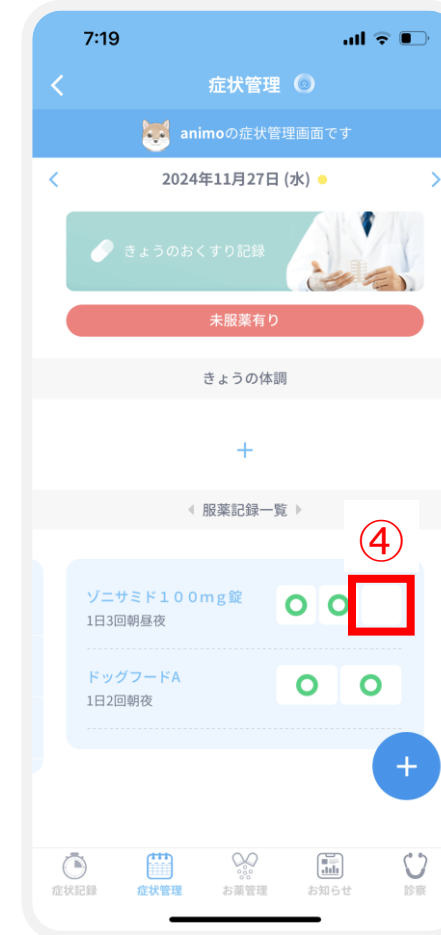 7:19
症状管理
animoの症状管理画面です
2024年11月27日 (水)
きょうのおくすり記録
未服薬有り
きょうの体調
+
服薬記録一覧
④
ゾニサミド１００ｍｇ錠
1日3回朝昼夜
ドッグフードA
1日2回朝夜
+
症状記録
症状管理
お薬管理
お知らせ
診察